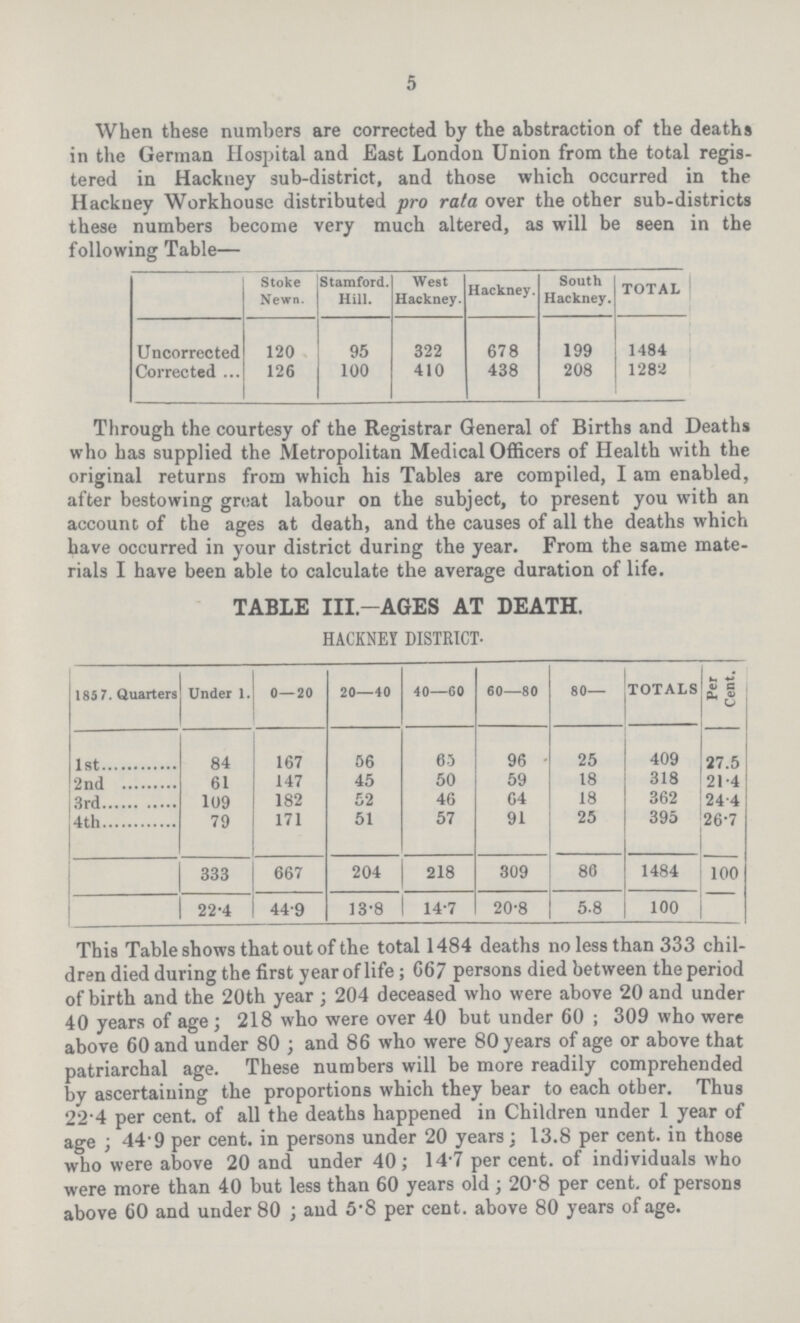 5
When these numbers are corrected by the abstraction of the deaths
in the German Hospital and East London Union from the total regis-
tered in Hackney sub-district, and those which occurred in the
Hackney Workhouse distributed pro rata over the other sub-districts
these numbers become very much altered, as will be seen in the
following Table—
Stoke Newn. Stamford. Hill. West Hackney. Hackney. South Hackney. TOTAL
Uncorrected 120 95 322 678 199 1484
Corrected ... 126 100 410 438 208 1282
Through the courtesy of the Registrar General of Births and Deaths
who has supplied the Metropolitan Medical Officers of Health with the
original returns from which his Tables are compiled, I am enabled,
after bestowing great labour on the subject, to present you with an
account of the ages at death, and the causes of all the deaths which
have occurred in your district during the year. From the same mate-
rials I have been able to calculate the average duration of life.
TABLE III.—AGES AT DEATH.
HACKNEY DISTRICT.
1857. Quarters Under 1. 0—20 20—40 40—60 60—80 80— TOTALS Per Cent.
1st............ 84 167 56 65 96 25 409 27.5
2nd ......... 61 147 45 50 59 18 318 21·4
3rd...... ..... 109 182 52 46 64 18 362 24·4
4th............ 79 171 51 57 91 25 395 26·7
333 667 204 218 309 86 1484 100
22·4 44·9 13·8 14·7 20·8 5.8 100
This Table shows that out of the total 1484 deaths no less than 333 chil-
dren died during the first year of life; 667 persons died between the period
of birth and the 20th year ; 204 deceased who were above 20 and under
40 years of age ; 218 who were over 40 but under 60 ; 309 who were
above 60 and under 80 ; and 86 who were 80 years of age or above that
patriarchal age. These numbers will be more readily comprehended
by ascertaining the proportions which they bear to each other. Thus
22·4 per cent. of all the deaths happened in Children under 1 year of
age ; 44·9 per cent. in persons under 20 years ; 13.8 per cent. in those
who were above 20 and under 40 ; 14·7 per cent. of individuals who
were more than 40 but less than 60 years old ; 20·8 per cent. of persons
above 60 and under 80 ; and 5·8 per cent. above 80 years of age.